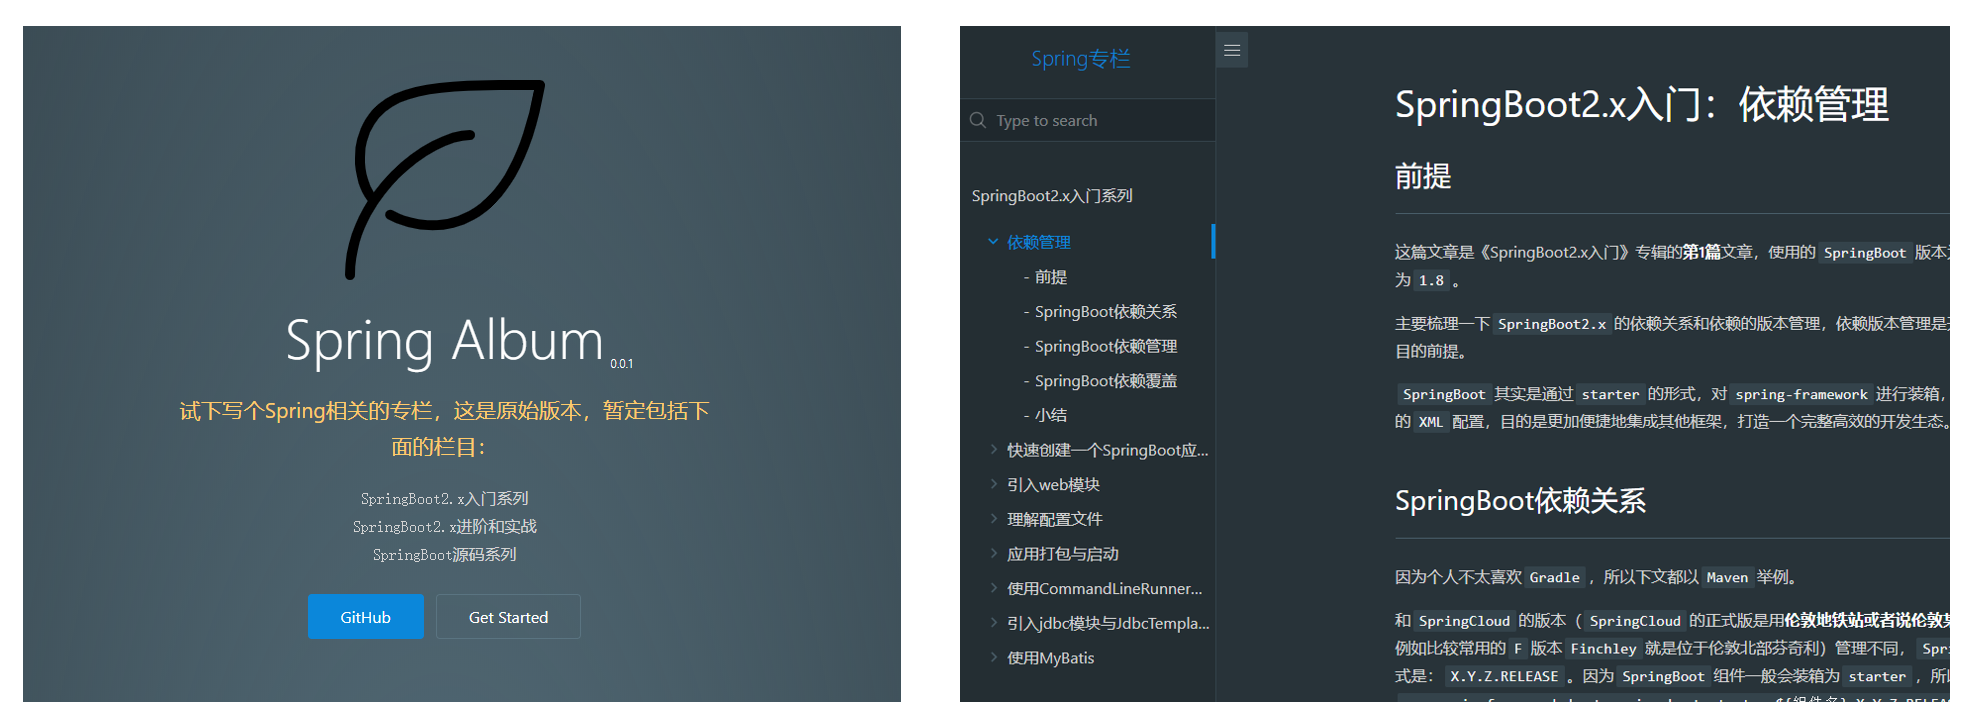 Spring Album 0.0.1
试下写个Spring相关的专栏，这是原始版本，暂定包括下
面的栏目：
SpringBoot2.x入门系列
SpringBoot2.x进阶和实战
SpringBoot源码系列
GitHub
Get Started
Spring专栏
Type to search
SpringBoot2.x入门系列
依赖管理
- 前提
- SpringBoot依赖关系
- SpringBoot依赖管理
- SpringBoot依赖覆盖
- 小结
快速创建一个SpringBoot应...
引入web模块
理解配置文件
应用打包与启动
使用CommandLineRunner...
引入jdbc模块与JdbcTempla...
使用MyBatis
SpringBoot2.x入门：依赖管理
前提
这篇文章是《SpringBoot2.x入门》专辑的第1篇文章，使用的 SpringBoot 版本
为 1.8 。
主要梳理一下 SpringBoot2.x 的依赖关系和依赖的版本管理，依赖版本管理是
目的前提。
SpringBoot 其实是通过 starter 的形式，对 spring-framework 进行装箱，
的 XML 配置，目的是更加便捷地集成其他框架，打造一个完整高效的开发生态。
SpringBoot依赖关系
因为个人不太喜欢 Gradle ，所以下文都以 Maven 举例。
和 SpringCloud 的版本（ SpringCloud 的正式版是用伦敦地铁站或者说伦敦
例如比较常用的 F 版本 Finchley 就是位于伦敦北部芬奇利）管理不同， Spr
式是： X.Y.Z.RELEASE 。因为 SpringBoot 组件一般会装箱为 starter ，所